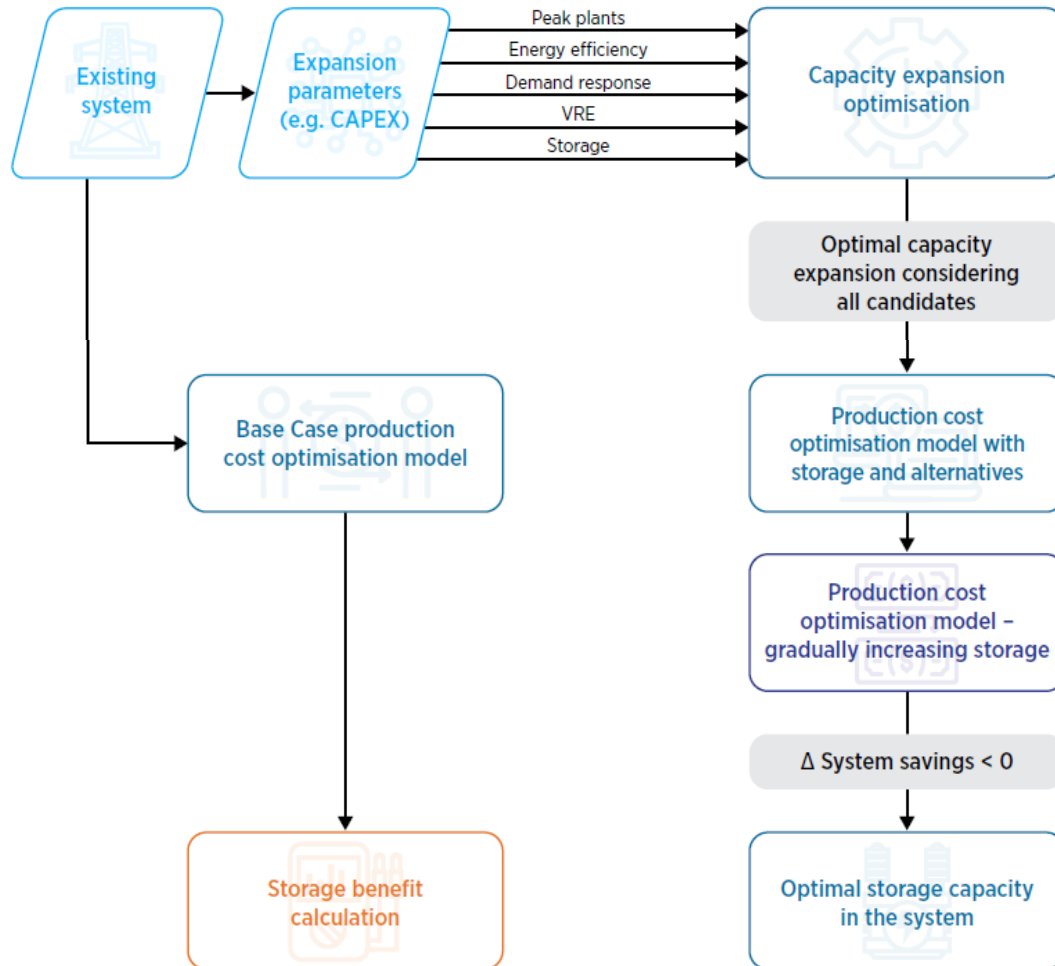 Existing
system
Expansion
parameters
(e.g. CAPEX)
Peak plants
Energy efficiency
Demand response
VRE
Storage
Capacity expansion
optimisation
Optimal capacity
expansion considering
all candidates
Base Case production
cost optimisation model
Production cost
optimisation model with
storage and alternatives
Production cost
optimisation model –
gradually increasing storage
Δ System savings < 0
Storage benefit
calculation
Optimal storage capacity
in the system